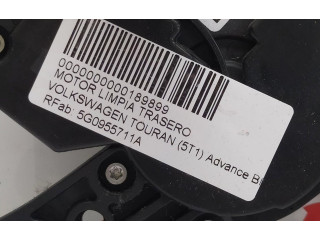 0000000000189899
MOTOR LIMPIA TRASERO
VOLKSWAGEN TOURAN (5T1) Advance B
RFab: 5G0955711A